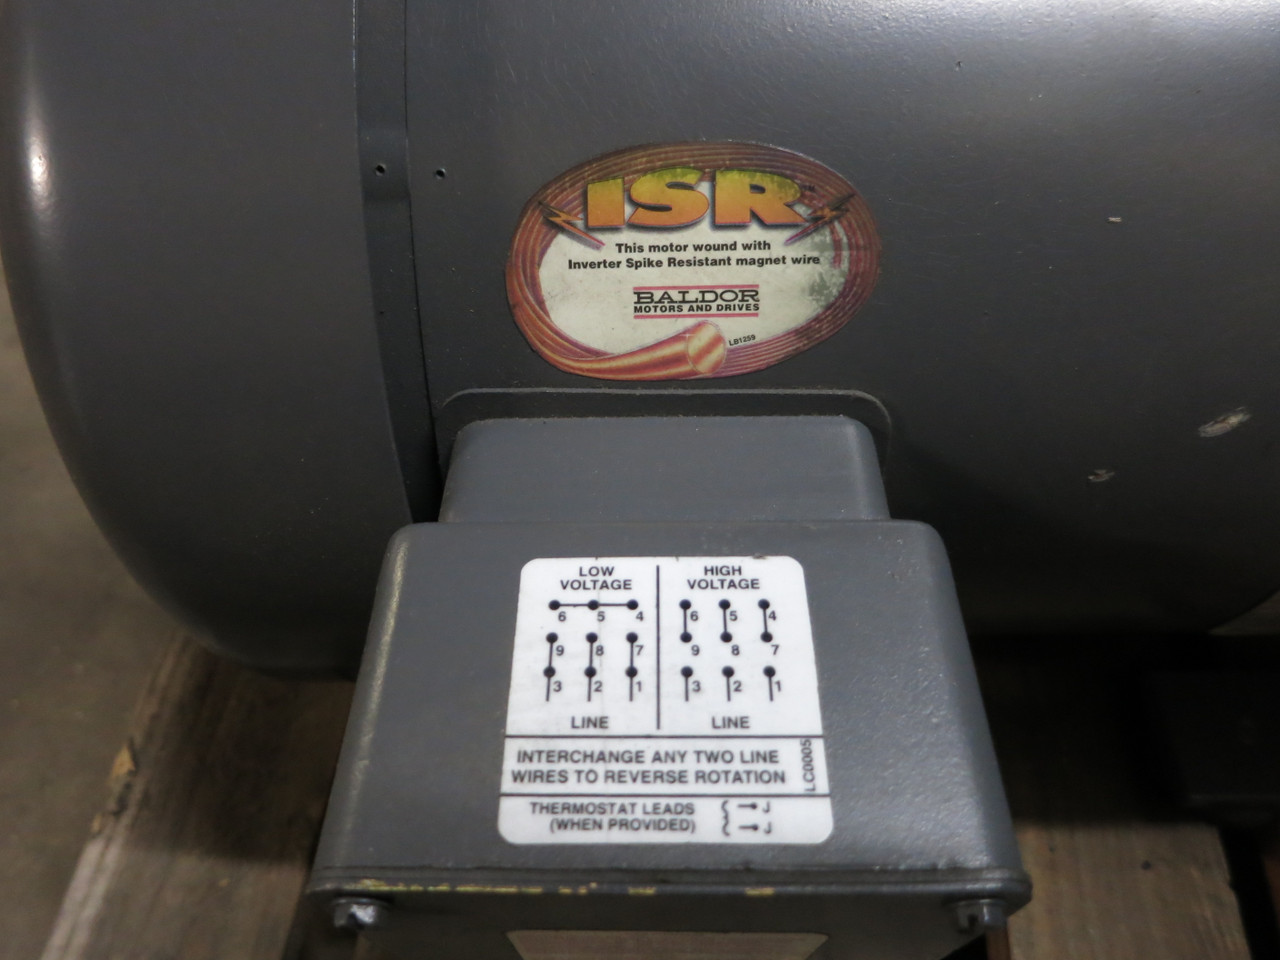 ISR
This motor wound with
Inverter Spike Resistant magnet wire
BALDOR
MOTORS AND DRIVES
LB1259
LOW
VOLTAGE
6 5 4
9 8 7
3 2 1
LINE
HIGH
VOLTAGE
6 5 4
9 8 7
3 2 1
LINE
INTERCHANGE ANY TWO LINE
WIRES TO REVERSE ROTATION
LC0005
THERMOSTAT LEADS
(WHEN PROVIDED)
J
J